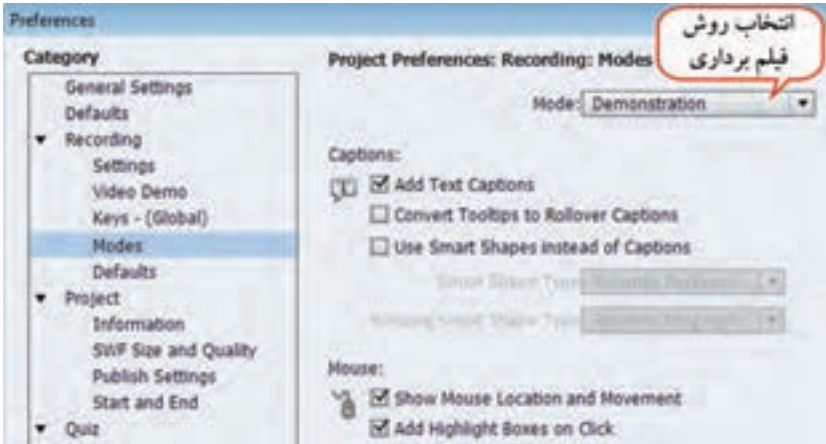 Preferences
انتخاب روش
فیلم برداری
Category
General Settings
Defaults
Recording
Settings
Video Demo
Keys - (Global)
Modes
Defaults
Project
Information
SWF Size and Quality
Publish Settings
Start and End
Quiz
Project Preferences: Recording: Modes
Mode: Demonstration
Captions:
Add Text Captions
Convert Tooltips to Rollover Captions
Use Smart Shapes instead of Captions
Smart Shape Type:
Mouse:
Show Mouse Location and Movement
Add Highlight Boxes on Click